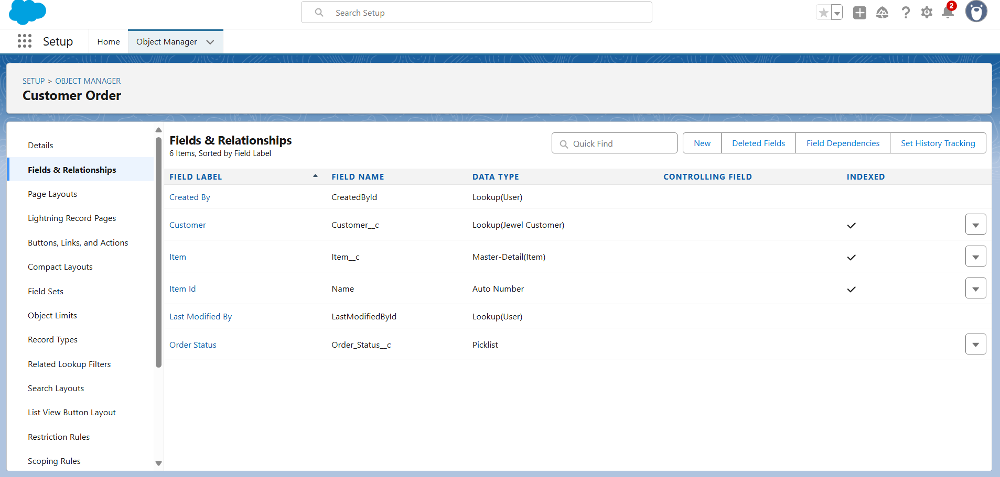 Search Setup
2
Setup
Home
Object Manager
SETUP > OBJECT MANAGER
Customer Order
Details
Fields & Relationships
Page Layouts
Lightning Record Pages
Buttons, Links, and Actions
Compact Layouts
Field Sets
Object Limits
Record Types
Related Lookup Filters
Search Layouts
List View Button Layout
Restriction Rules
Scoping Rules
Fields & Relationships
6 Items, Sorted by Field Label
Quick Find
New
Deleted Fields
Field Dependencies
Set History Tracking
FIELD LABEL FIELD NAME DATA TYPE CONTROLLING FIELD INDEXED
Created By CreatedById Lookup(User)
Customer Customer__c Lookup(Jewel Customer)
Item Item__c Master-Detail(Item)
Item Id Name Auto Number
Last Modified By LastModifiedById Lookup(User)
Order Status Order_Status__c Picklist